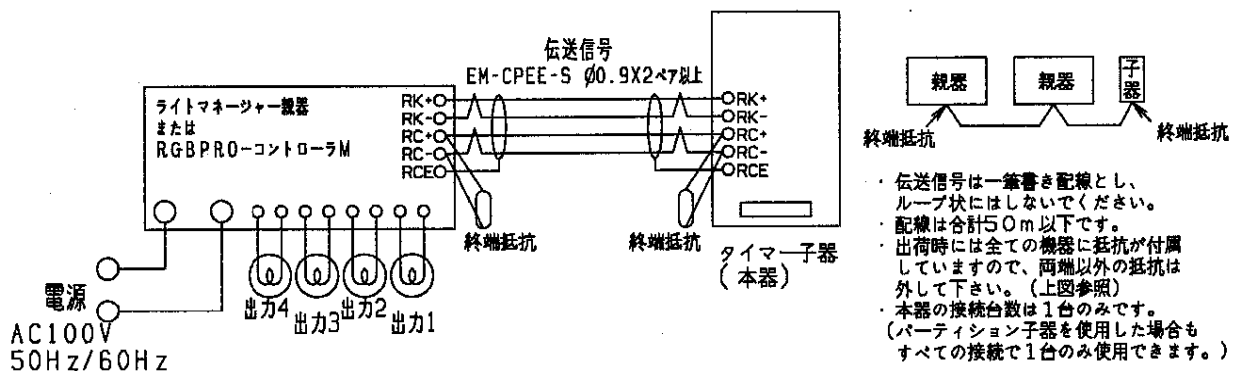 伝送信号
EM-CPEE-S Ø0.9X2ペア以上
ライトマネージャー親器
または
RGBPROーコントローラM
RK+
RK-
RC+
RC-
RCE
RK+
RK-
RC+
RC-
RCE
終端抵抗
終端抵抗
タイマー子器
(本器)
電源
AC100V
50Hz/60Hz
出力4
出力3
出力2
出力1
親器
親器
子器
終端抵抗
終端抵抗
・伝送信号は一筆書き配線とし、
ループ状にはしないでください。
・配線は合計50m以下です。
・出荷時には全ての機器に抵抗が付属
していますので、両端以外の抵抗は
外して下さい。(上図参照)
・本器の接続台数は1台のみです。
(パーティション子器を使用した場合も
すべての接続で1台のみ使用できます。)